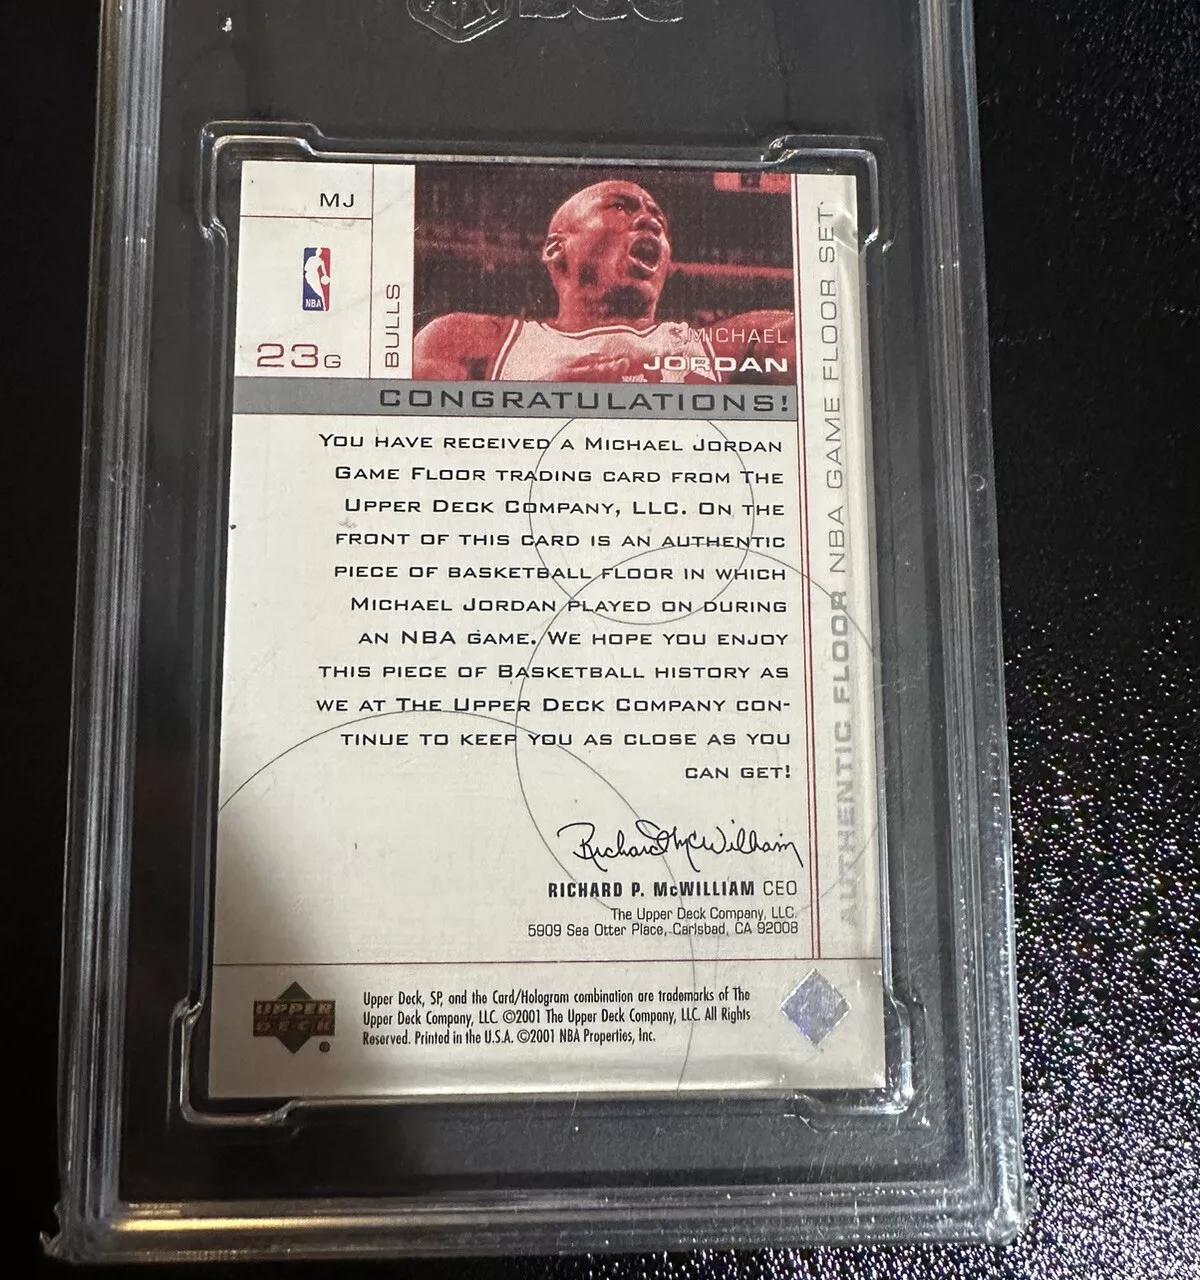 MJ
NBA
23G
BULLS
MICHAEL
JORDAN
CONGRATULATIONS!
YOU HAVE RECEIVED A MICHAEL JORDAN
GAME FLOOR TRADING CARD FROM THE
UPPER DECK COMPANY, LLC. ON THE
FRONT OF THIS CARD IS AN AUTHENTIC
PIECE OF BASKETBALL FLOOR IN WHICH
MICHAEL JORDAN PLAYED ON DURING
AN NBA GAME. WE HOPE YOU ENJOY
THIS PIECE OF BASKETBALL HISTORY AS
WE AT THE UPPER DECK COMPANY CON-
TINUE TO KEEP YOU AS CLOSE AS YOU
CAN GET!
Richard McWilliam
RICHARD P. McWILLIAM CEO
The Upper Deck Company, LLC.
5909 Sea Otter Place, Carlsbad, CA 92008
AUTHENTIC FLOOR NBA GAME FLOOR SET
UPPER
DECK
®
Upper Deck, SP, and the Card/Hologram combination are trademarks of The
Upper Deck Company, LLC. ©2001 The Upper Deck Company, LLC. All Rights
Reserved. Printed in the U.S.A. ©2001 NBA Properties, Inc.